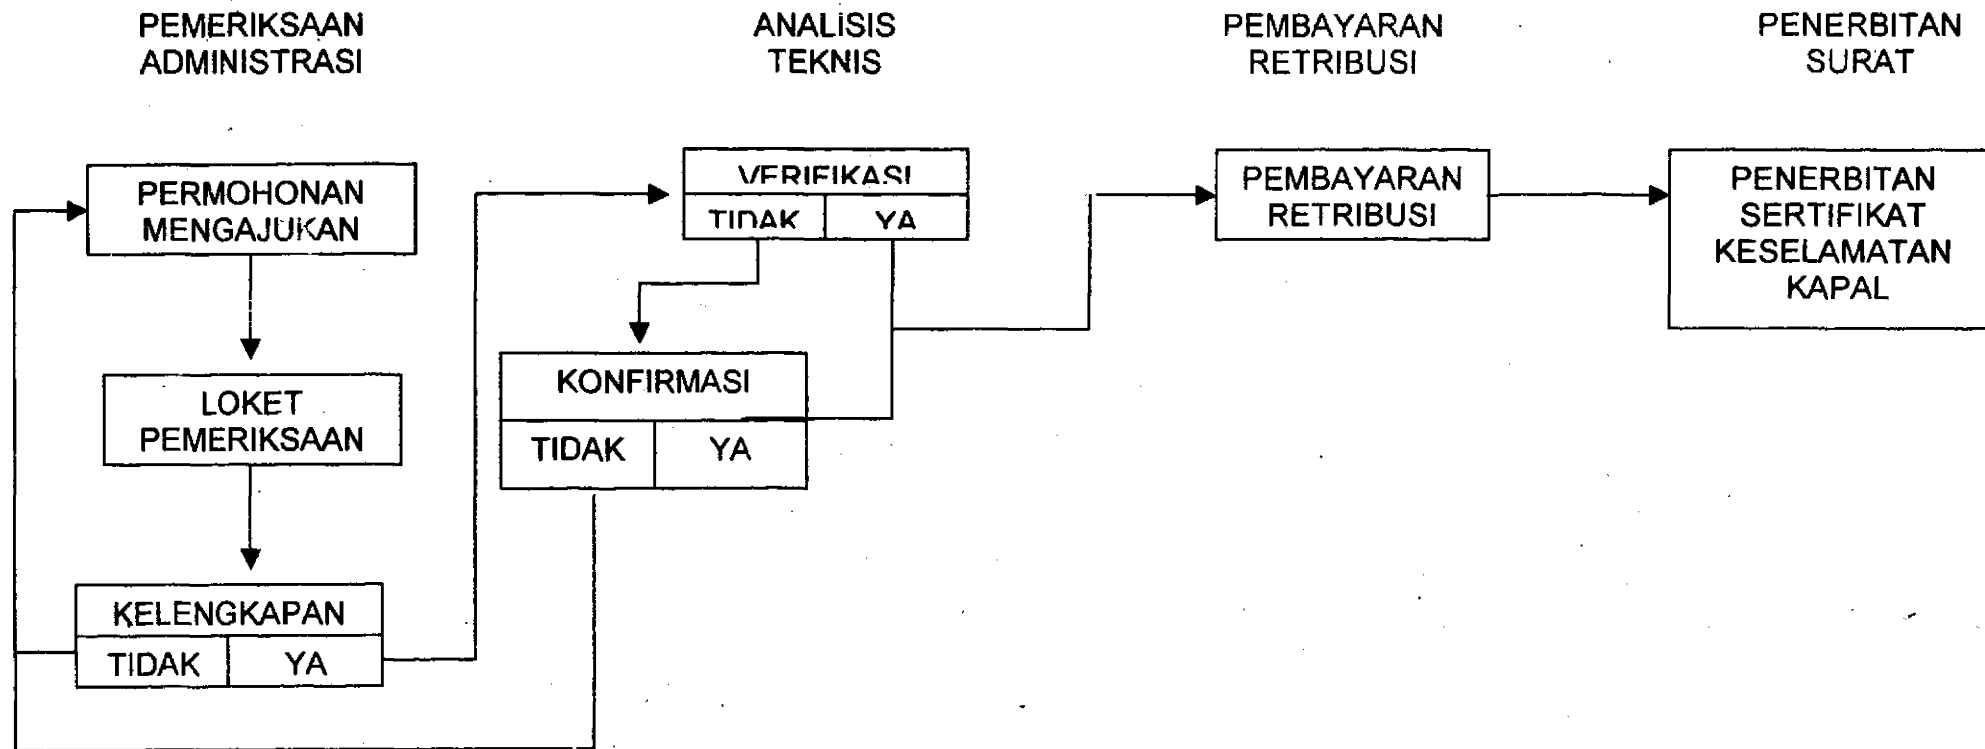 PEMERIKSAAN
ADMINISTRASI
ANALISIS
TEKNIS
PEMBAYARAN
RETRIBUSI
PENERBITAN
SURAT
PERMOHONAN
MENGAJUKAN
LOKET
PEMERIKSAAN
KELENGKAPAN
TIDAK YA
VERIFIKASI
TIDAK YA
KONFIRMASI
TIDAK YA
PEMBAYARAN
RETRIBUSI
PENERBITAN
SERTIFIKAT
KESELAMATAN
KAPAL